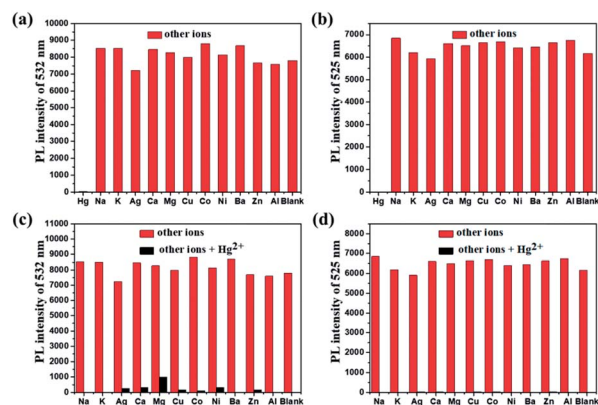 (a)
other ions
PL intensity of 532 nm
10000
9000
8000
7000
6000
5000
4000
3000
2000
1000
0
Hg Na K Ag Ca Mg Cu Co Ni Ba Zn Al Blank
(b)
other ions
PL intensity of 525 nm
7000
6000
5000
4000
3000
2000
1000
0
Hg Na K Ag Ca Mg Cu Co Ni Ba Zn Al Blank
(c)
other ions
other ions + Hg²⁺
PL intensity of 532 nm
11000
10000
9000
8000
7000
6000
5000
4000
3000
2000
1000
0
Na K Ag Ca Mg Cu Co Ni Ba Zn Al Blank
(d)
other ions
other ions + Hg²⁺
PL intensity of 525 nm
8000
7000
6000
5000
4000
3000
2000
1000
0
Na K Ag Ca Mg Cu Co Ni Ba Zn Al Blank